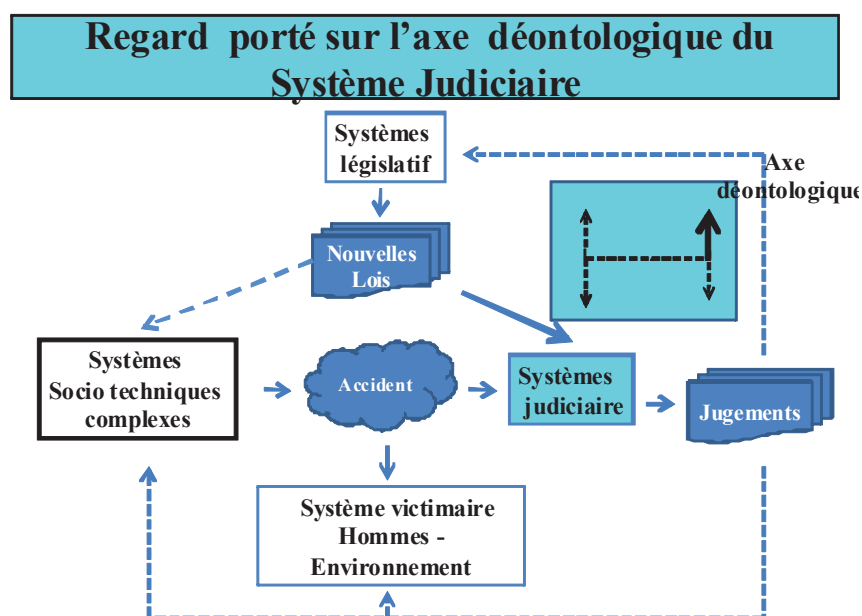 Regard porté sur l’axe déontologique du
Système Judiciaire
Systèmes
législatif
Axe
déontologique
Nouvelles
Lois
Systèmes
Socio techniques
complexes
Accident
Systèmes
judiciaire
Jugements
Système victimaire
Hommes -
Environnement